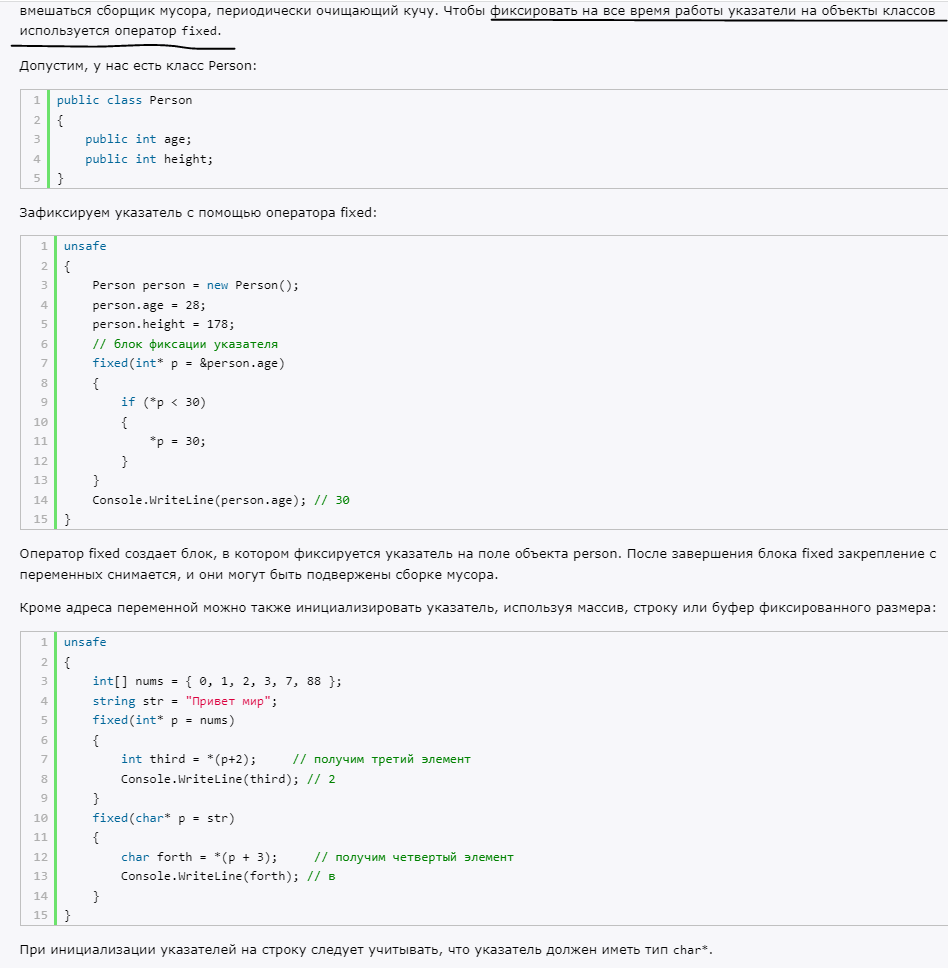 вмешаться сборщик мусора, периодически очищающий кучу. Чтобы фиксировать на все время работы указатели на объекты классов
используется оператор fixed.
Допустим, у нас есть класс Person:
1 public class Person
2 {
3     public int age;
4     public int height;
5 }
Зафиксируем указатель с помощью оператора fixed:
1 unsafe
2 {
3     Person person = new Person();
4     person.age = 28;
5     person.height = 178;
6     // блок фиксации указателя
7     fixed(int* p = &person.age)
8     {
9         if (*p < 30)
10         {
11             *p = 30;
12         }
13     }
14     Console.WriteLine(person.age); // 30
15 }
Оператор fixed создает блок, в котором фиксируется указатель на поле объекта person. После завершения блока fixed закрепление с
переменных снимается, и они могут быть подвержены сборке мусора.
Кроме адреса переменной можно также инициализировать указатель, используя массив, строку или буфер фиксированного размера:
1 unsafe
2 {
3     int[] nums = { 0, 1, 2, 3, 7, 88 };
4     string str = "Привет мир";
5     fixed(int* p = nums)
6     {
7         int third = *(p+2);     // получим третий элемент
8         Console.WriteLine(third); // 2
9     }
10     fixed(char* p = str)
11     {
12         char forth = *(p + 3);     // получим четвертый элемент
13         Console.WriteLine(forth); // в
14     }
15 }
При инициализации указателей на строку следует учитывать, что указатель должен иметь тип char*.